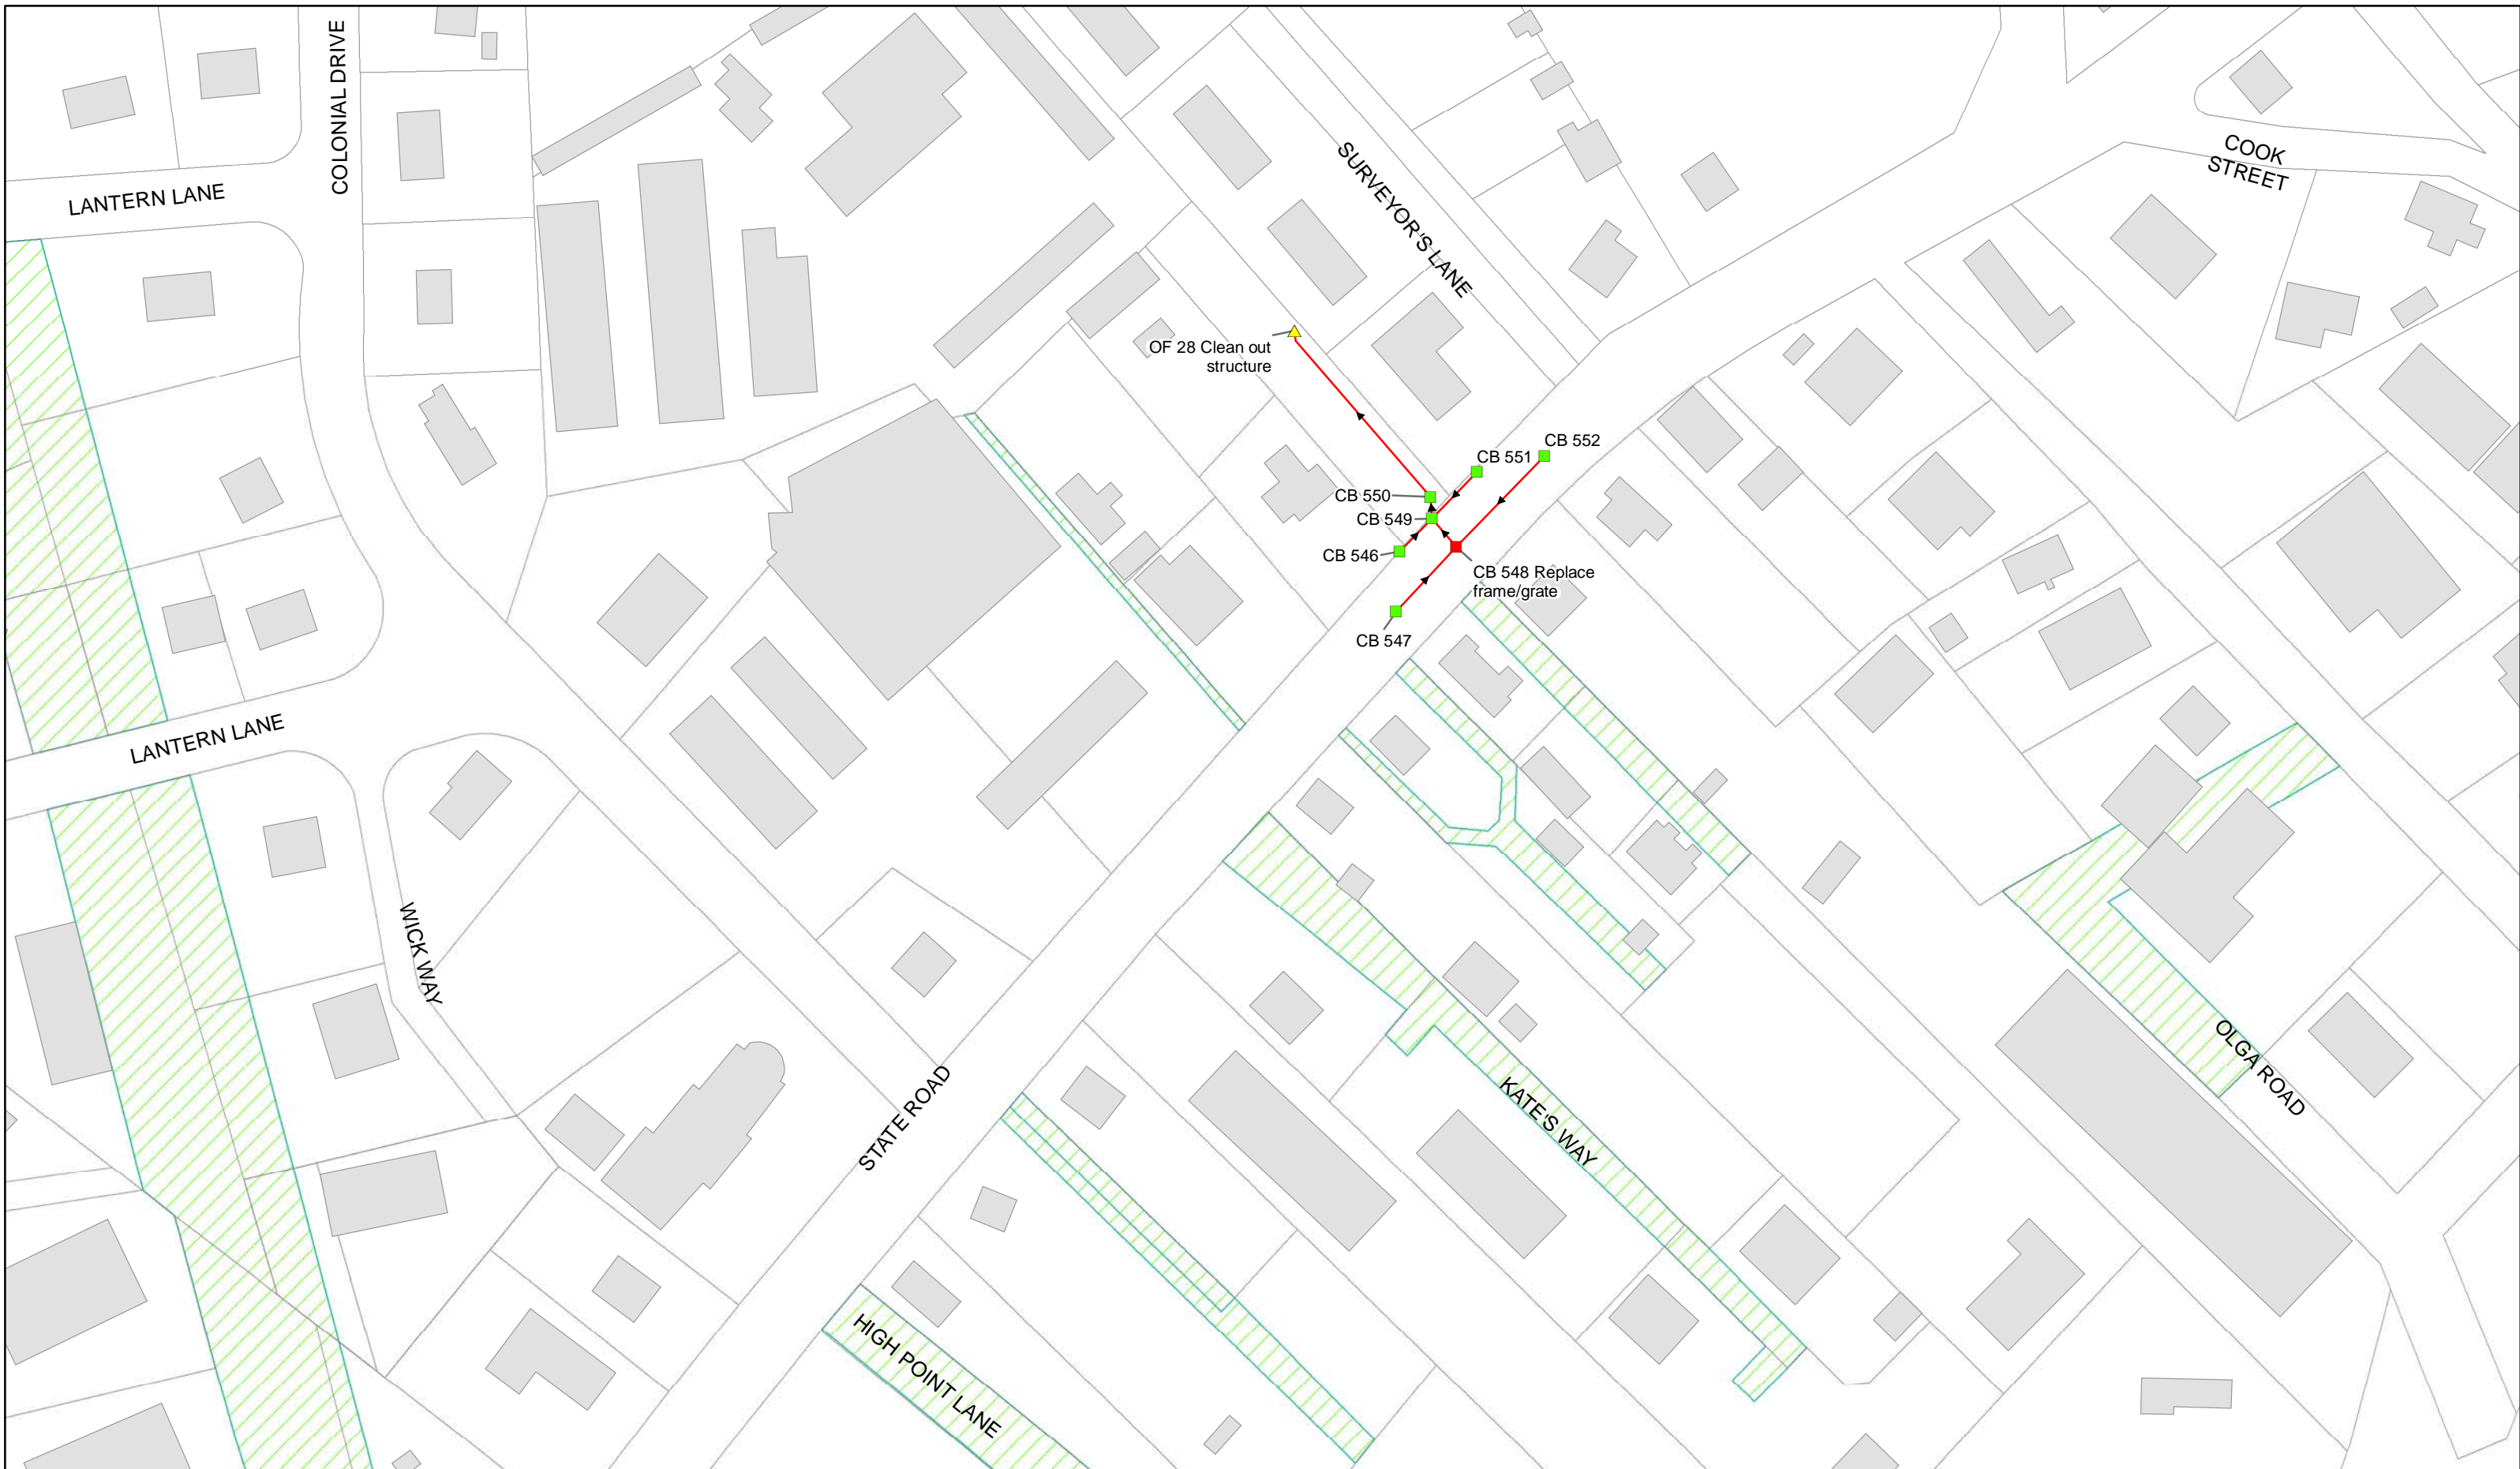 COLONIAL DRIVE
LANTERN LANE
SURVEYOR'S LANE
COOK
STREET
OF 28 Clean out
structure
CB 552
CB 551
CB 550
CB 549
CB 546
CB 548 Replace
frame/grate
CB 547
LANTERN LANE
WICK WAY
STATE ROAD
KATE'S WAY
OLGA ROAD
HIGH POINT LANE